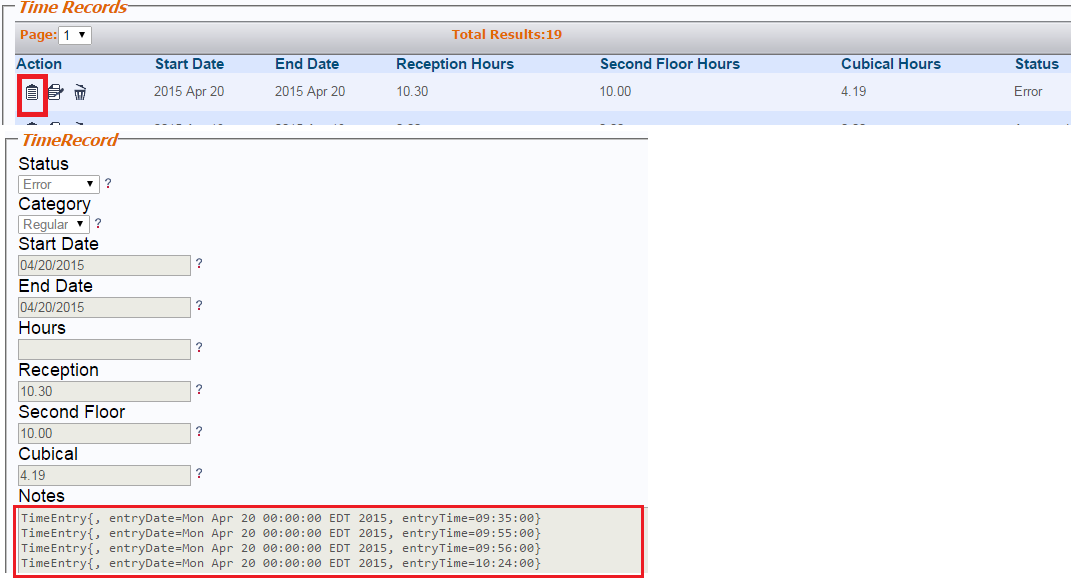 Time Records
Page: 1 Total Results:19
Action Start Date End Date Reception Hours Second Floor Hours Cubical Hours Status
2015 Apr 20 2015 Apr 20 10.30 10.00 4.19 Error
TimeRecord
Status
Error ?
Category
Regular ?
Start Date
04/20/2015 ?
End Date
04/20/2015 ?
Hours
?
Reception
10.30 ?
Second Floor
10.00 ?
Cubical
4.19 ?
Notes
TimeEntry{, entryDate=Mon Apr 20 00:00:00 EDT 2015, entryTime=09:35:00}
TimeEntry{, entryDate=Mon Apr 20 00:00:00 EDT 2015, entryTime=09:55:00}
TimeEntry{, entryDate=Mon Apr 20 00:00:00 EDT 2015, entryTime=09:56:00}
TimeEntry{, entryDate=Mon Apr 20 00:00:00 EDT 2015, entryTime=10:24:00}